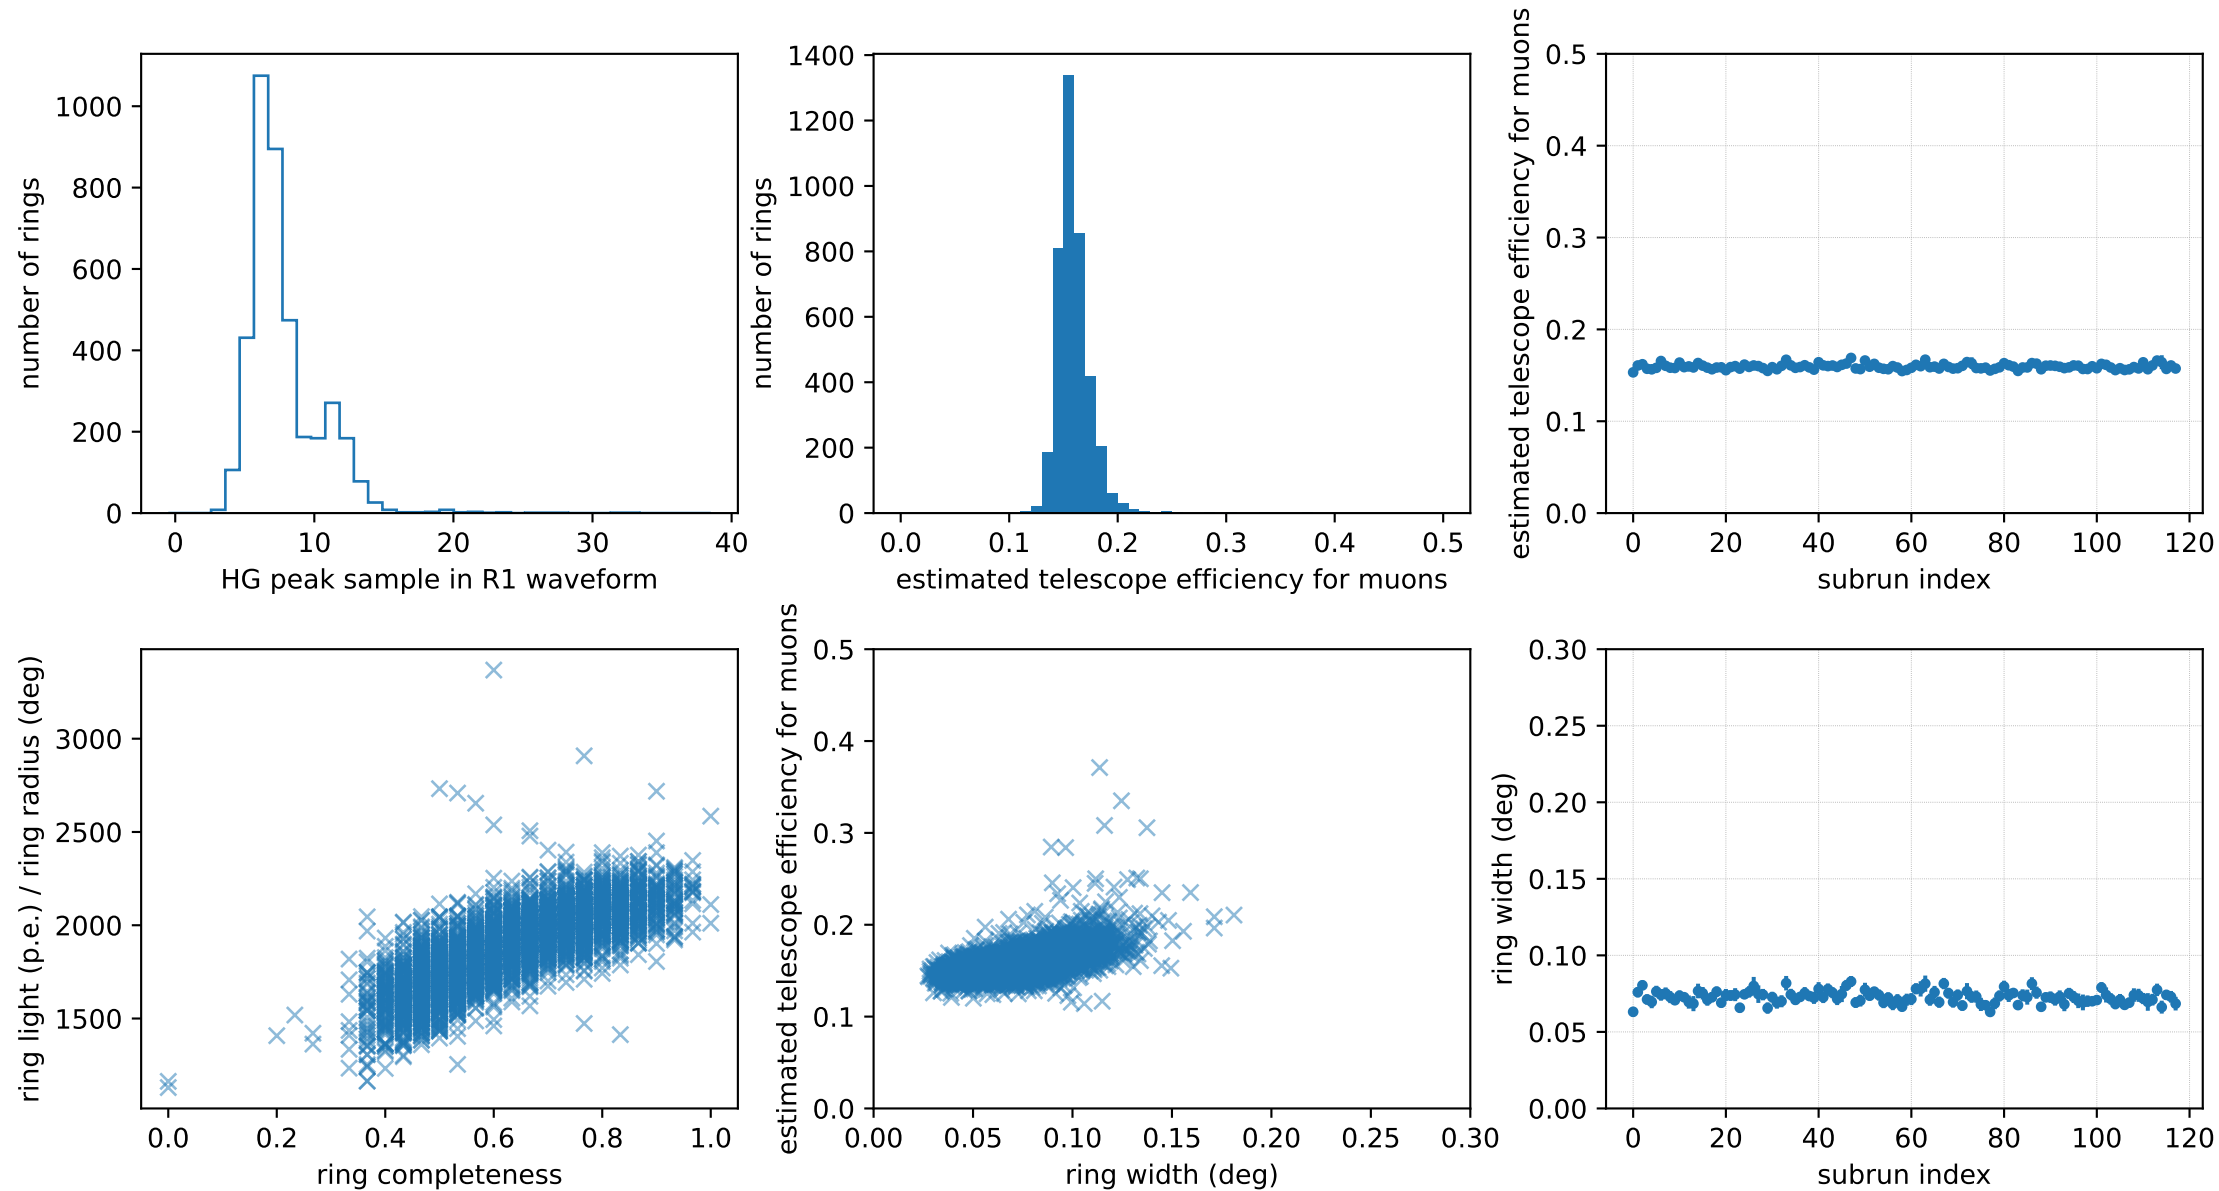 number of rings
1000
800
600
400
200
0
0 10 20 30 40
HG peak sample in R1 waveform
number of rings
1400
1200
1000
800
600
400
200
0
0.0 0.1 0.2 0.3 0.4 0.5
estimated telescope efficiency for muons
estimated telescope efficiency for muons
0.5
0.4
0.3
0.2
0.1
0.0
0 20 40 60 80 100 120
subrun index
ring light (p.e.) / ring radius (deg)
3000
2500
2000
1500
0.0 0.2 0.4 0.6 0.8 1.0
ring completeness
estimated telescope efficiency for muons
0.5
0.4
0.3
0.2
0.1
0.0
0.00 0.05 0.10 0.15 0.20 0.25 0.30
ring width (deg)
ring width (deg)
0.30
0.25
0.20
0.15
0.10
0.05
0.00
0 20 40 60 80 100 120
subrun index